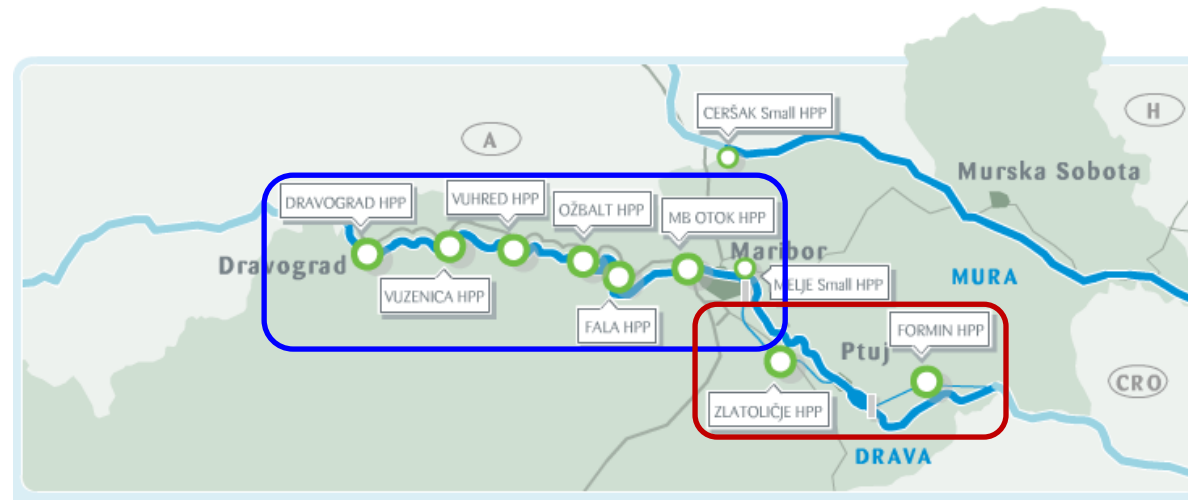 CERŠAK Small HPP
H
A
Murska Sobota
DRAVOGRAD HPP
VUHRED HPP
OŽBALT HPP
MB OTOK HPP
Maribor
Dravograd
MURA
MELJE Small HPP
VUZENICA HPP
FALA HPP
FORMIN HPP
Ptuj
CRO
ZLATOLIČJE HPP
DRAVA